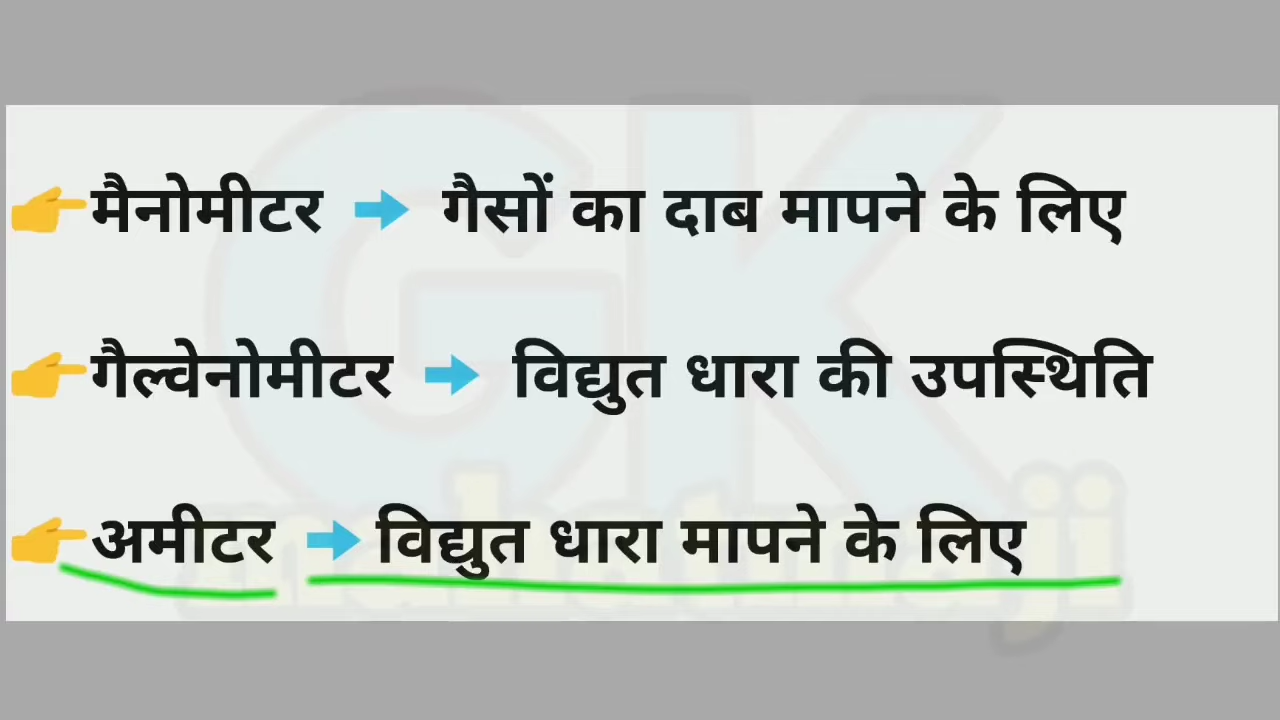 👉मैनोमीटर ➡ गैसों का दाब मापने के लिए
👉गैल्वेनोमीटर ➡ विद्युत धारा की उपस्थिति
👉अमीटर ➡विद्युत धारा मापने के लिए